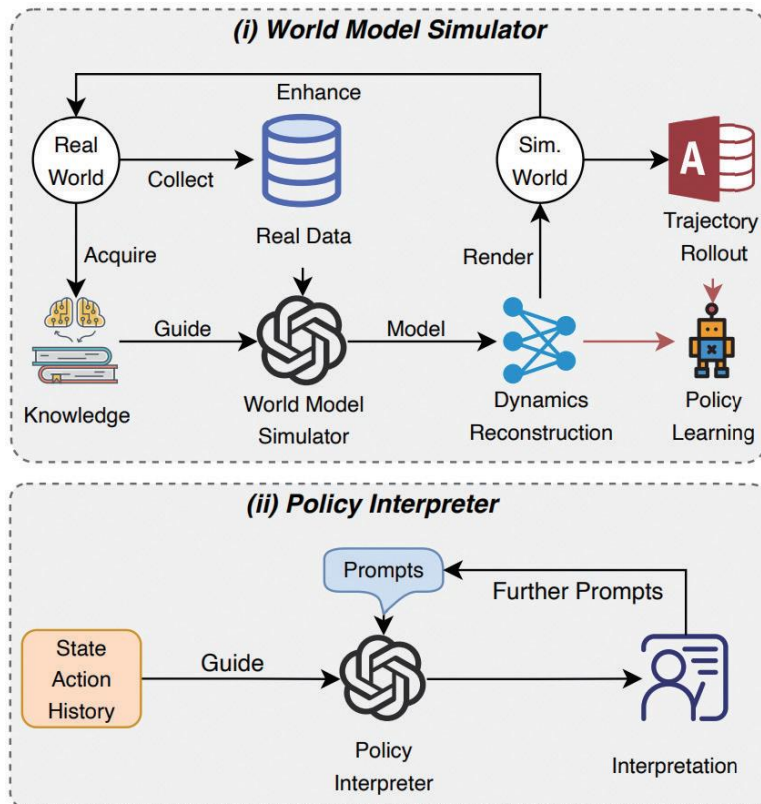 (i) World Model Simulator
Enhance
Real
World
Collect
Real Data
Sim.
World
A
Trajectory
Rollout
Acquire
Render
Guide
Model
Knowledge
World Model
Simulator
Dynamics
Reconstruction
Policy
Learning
(ii) Policy Interpreter
Prompts
Further Prompts
State
Action
History
Guide
Policy
Interpreter
Interpretation